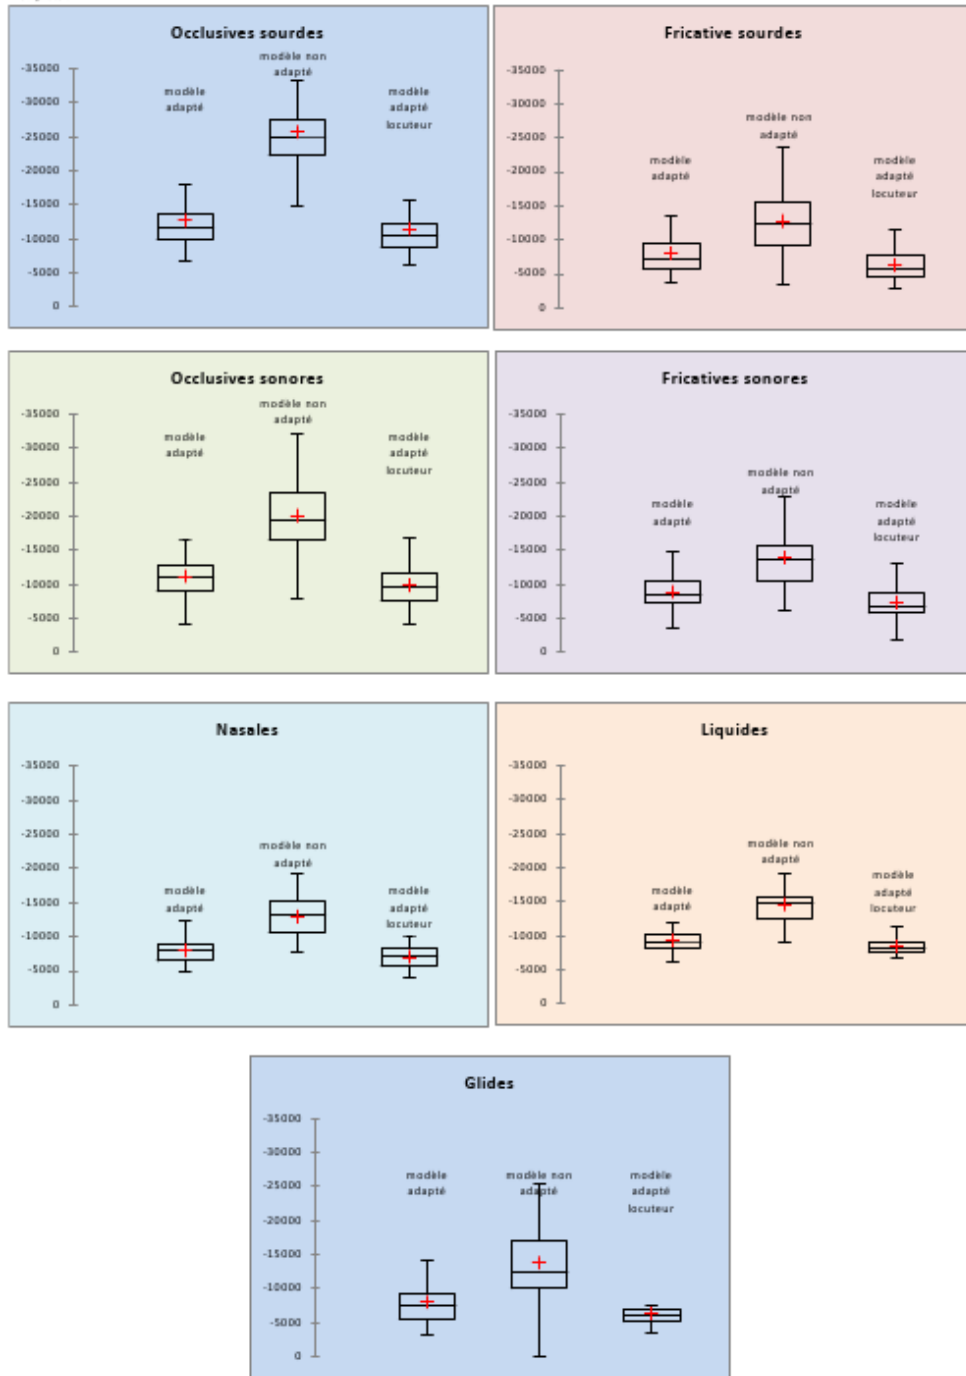 Occlusives sourdes
modèle non
adapté
modèle
adapté
modèle
adapté
locuteur
-35000
-30000
-25000
-20000
-15000
-10000
-5000
0
Fricative sourdes
modèle non
adapté
modèle
adapté
modèle
adapté
locuteur
-35000
-30000
-25000
-20000
-15000
-10000
-5000
0
Occlusives sonores
modèle non
adapté
modèle
adapté
modèle
adapté
locuteur
-35000
-30000
-25000
-20000
-15000
-10000
-5000
0
Fricatives sonores
modèle non
adapté
modèle
adapté
modèle
adapté
locuteur
-35000
-30000
-25000
-20000
-15000
-10000
-5000
0
Nasales
modèle non
adapté
modèle
adapté
modèle
adapté
locuteur
-35000
-30000
-25000
-20000
-15000
-10000
-5000
0
Liquides
modèle non
adapté
modèle
adapté
modèle
adapté
locuteur
-35000
-30000
-25000
-20000
-15000
-10000
-5000
0
Glides
modèle
adapté
modèle non
adapté
modèle
adapté
locuteur
-35000
-30000
-25000
-20000
-15000
-10000
-5000
0